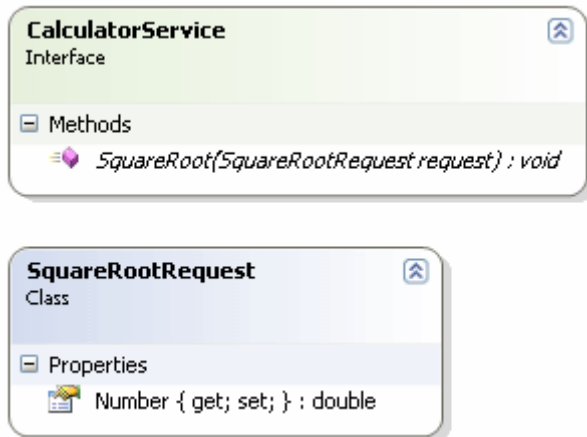 CalculatorService
Interface
Methods
SquareRoot(SquareRootRequest request) : void
SquareRootRequest
Class
Properties
Number { get; set; } : double